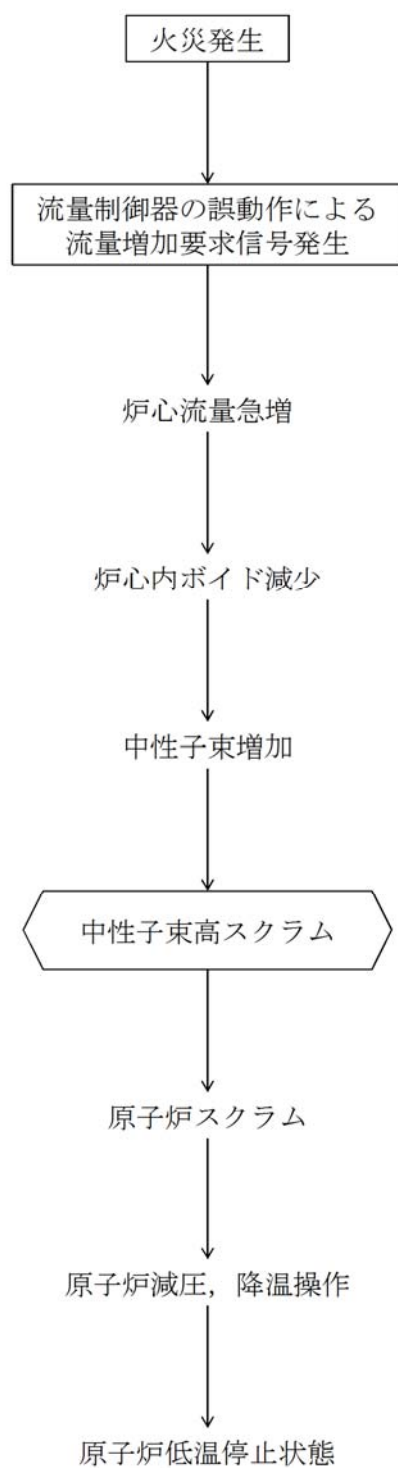 火災発生
流量制御器の誤動作による
流量増加要求信号発生
炉心流量急増
炉心内ボイド減少
中性子束増加
中性子束高スクラム
原子炉スクラム
原子炉減圧，降温操作
原子炉低温停止状態